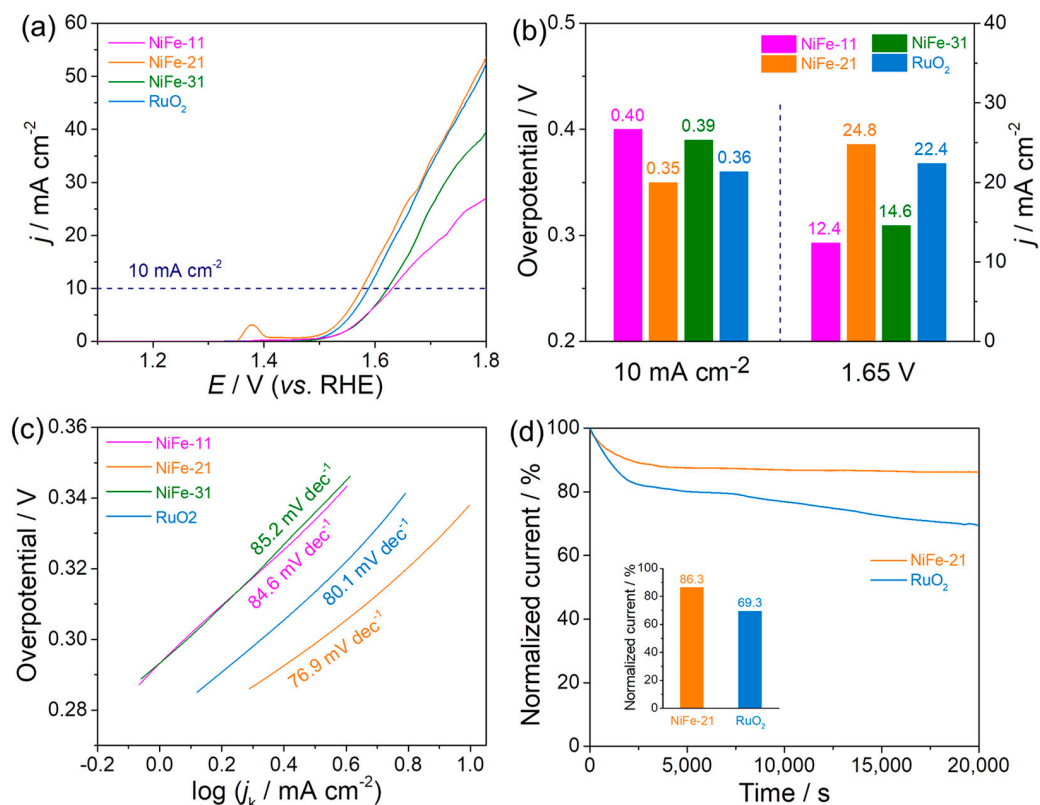 (a)
NiFe-11
NiFe-21
NiFe-31
RuO₂
10 mA cm⁻²
60
50
40
30
20
10
0
j / mA cm⁻²
1.2
1.4
1.6
1.8
E / V (vs. RHE)
(b)
NiFe-11
NiFe-31
NiFe-21
RuO₂
0.5
0.4
0.3
0.2
Overpotential / V
0.40
0.35
0.39
0.36
12.4
24.8
14.6
22.4
40
30
20
10
0
j / mA cm⁻²
10 mA cm⁻²
1.65 V
(c)
NiFe-11
NiFe-21
NiFe-31
RuO2
0.36
0.34
0.32
0.30
0.28
Overpotential / V
85.2 mV dec⁻¹
84.6 mV dec⁻¹
80.1 mV dec⁻¹
76.9 mV dec⁻¹
-0.2
0.0
0.2
0.4
0.6
0.8
1.0
log (jₖ / mA cm⁻²)
(d)
100
80
60
40
20
0
Normalized current / %
NiFe-21
RuO₂
100
80
60
40
20
0
Normalized current / %
86.3
69.3
NiFe-21
RuO₂
0
5,000
10,000
15,000
20,000
Time / s